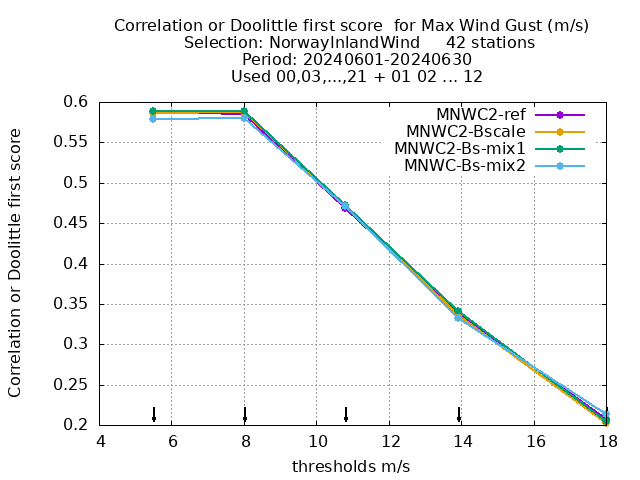 Correlation or Doolittle first score  for Max Wind Gust (m/s)
Selection: NorwayInlandWind     42 stations
Period: 20240601-20240630
Used 00,03,...,21 + 01 02 ... 12
Correlation or Doolittle first score
0.6
0.55
0.5
0.45
0.4
0.35
0.3
0.25
0.2
MNWC2-ref
MNWC2-Bscale
MNWC2-Bs-mix1
MNWC-Bs-mix2
4 6 8 10 12 14 16 18
thresholds m/s